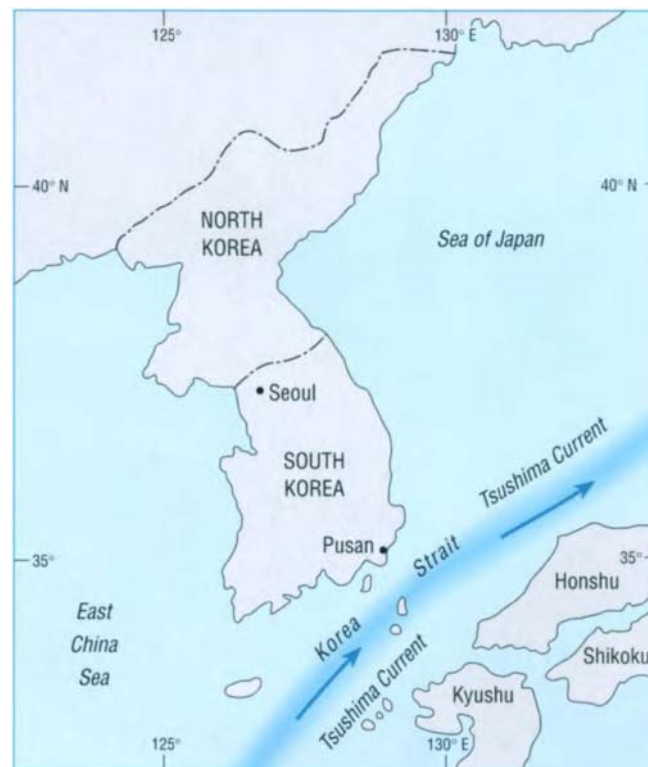 125°
130° E
40° N
40° N
NORTH
KOREA
Sea of Japan
Seoul
SOUTH
KOREA
Tsushima Current
Pusan
Strait
35°
35°
Honshu
East
China
Sea
Korea
Shikoku
Tsushima Current
Kyushu
125°
130° E